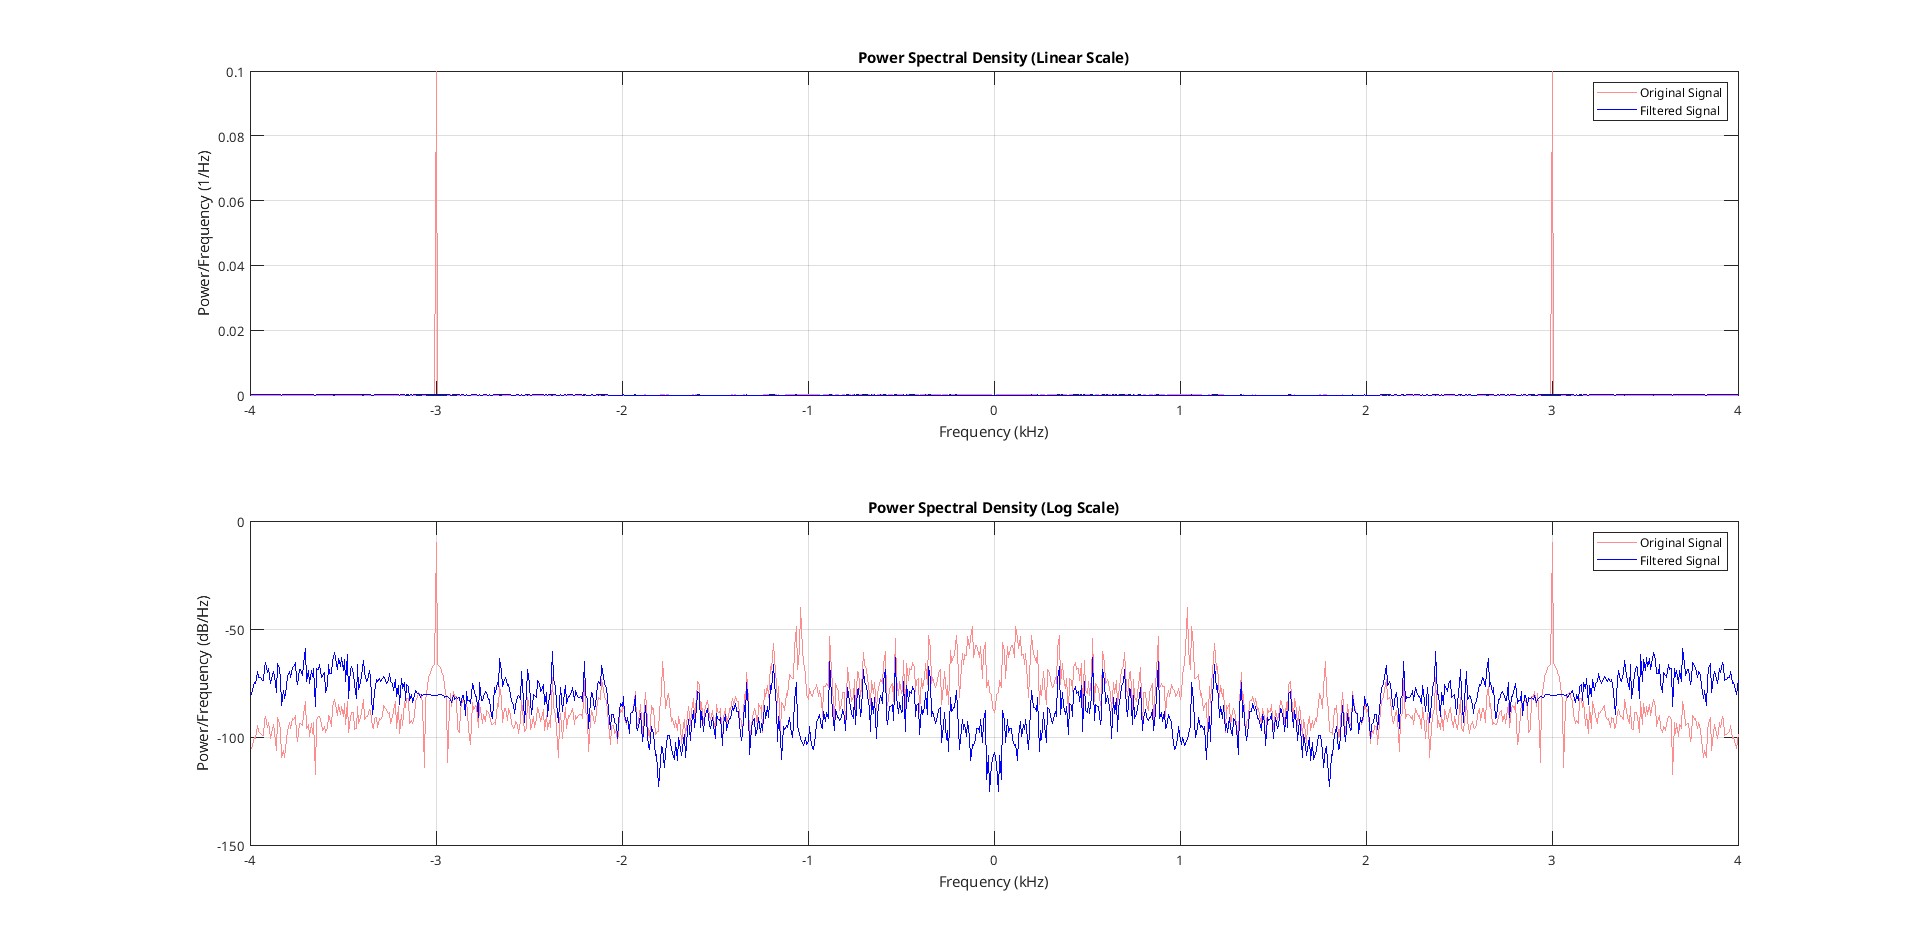 Power Spectral Density (Linear Scale)
Power/Frequency (1/Hz)
0.1
0.08
0.06
0.04
0.02
0
-4 -3 -2 -1 0 1 2 3 4
Frequency (kHz)
Original Signal
Filtered Signal
Power Spectral Density (Log Scale)
Power/Frequency (dB/Hz)
0
-50
-100
-150
-4 -3 -2 -1 0 1 2 3 4
Frequency (kHz)
Original Signal
Filtered Signal